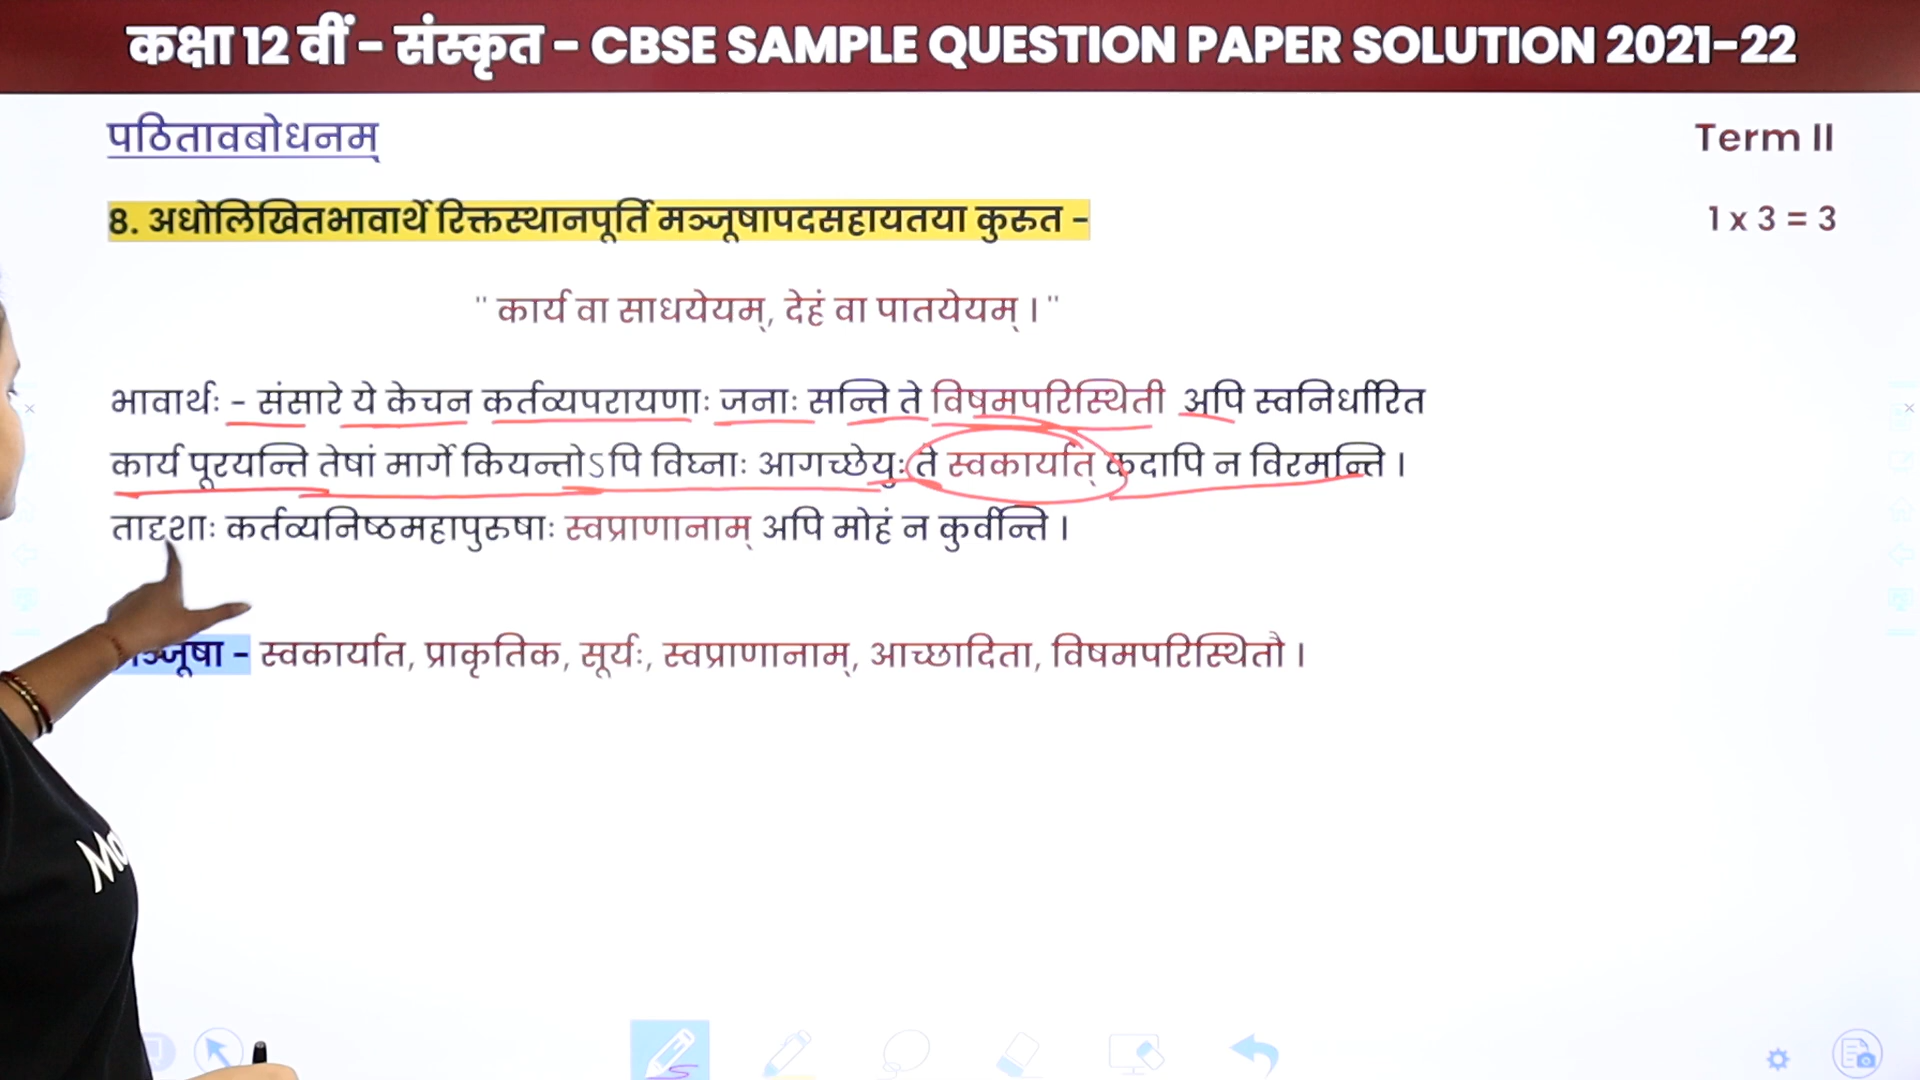 कक्षा 12 वीं - संस्कृत - CBSE SAMPLE QUESTION PAPER SOLUTION 2021-22
पठितावबोधनम्
Term II
8. अधोलिखितभावार्थे रिक्तस्थानपूर्ति मञ्जूषापदसहायतया कुरुत -
1 x 3 = 3
" कार्य वा साधयेयम्, देहं वा पातयेयम् । "
भावार्थः - संसारे ये केचन कर्तव्यपरायणाः जनाः सन्ति ते विषमपरिस्थिती अपि स्वनिर्धारित
कार्य पूरयन्ति तेषां मार्गे कियन्तोऽपि विघ्नाः आगच्छेयुः ते स्वकार्यात् कदापि न विरमन्ति ।
तादृशाः कर्तव्यनिष्ठमहापुरुषाः स्वप्राणानाम् अपि मोहं न कुर्वन्ति ।
- स्वकार्यात, प्राकृतिक, सूर्यः, स्वप्राणानाम्, आच्छादिता, विषमपरिस्थितौ ।